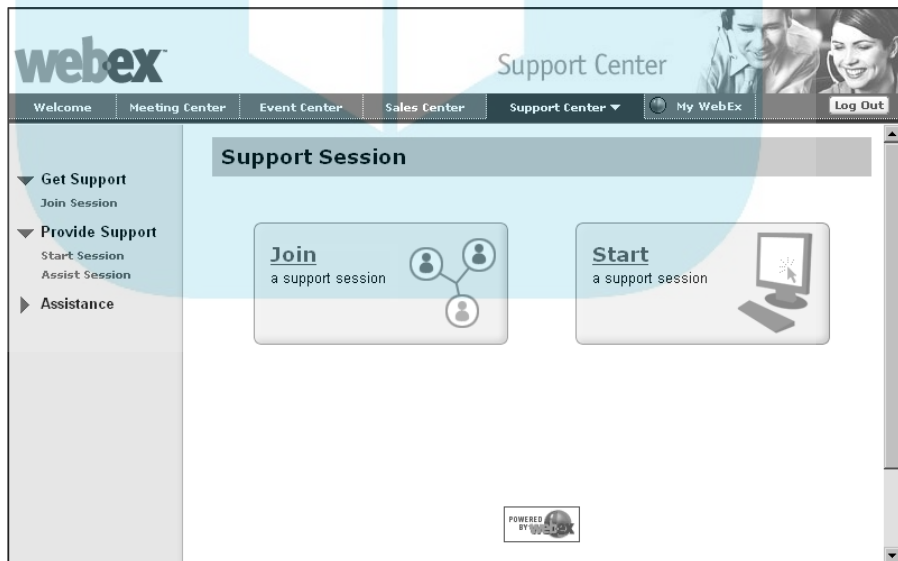 webex™
Support Center
Welcome Meeting Center Event Center Sales Center Support Center My WebEx Log Out
Get Support
Join Session
Provide Support
Start Session
Assist Session
Assistance
Support Session
Join
a support session
Start
a support session
POWERED
BY webex